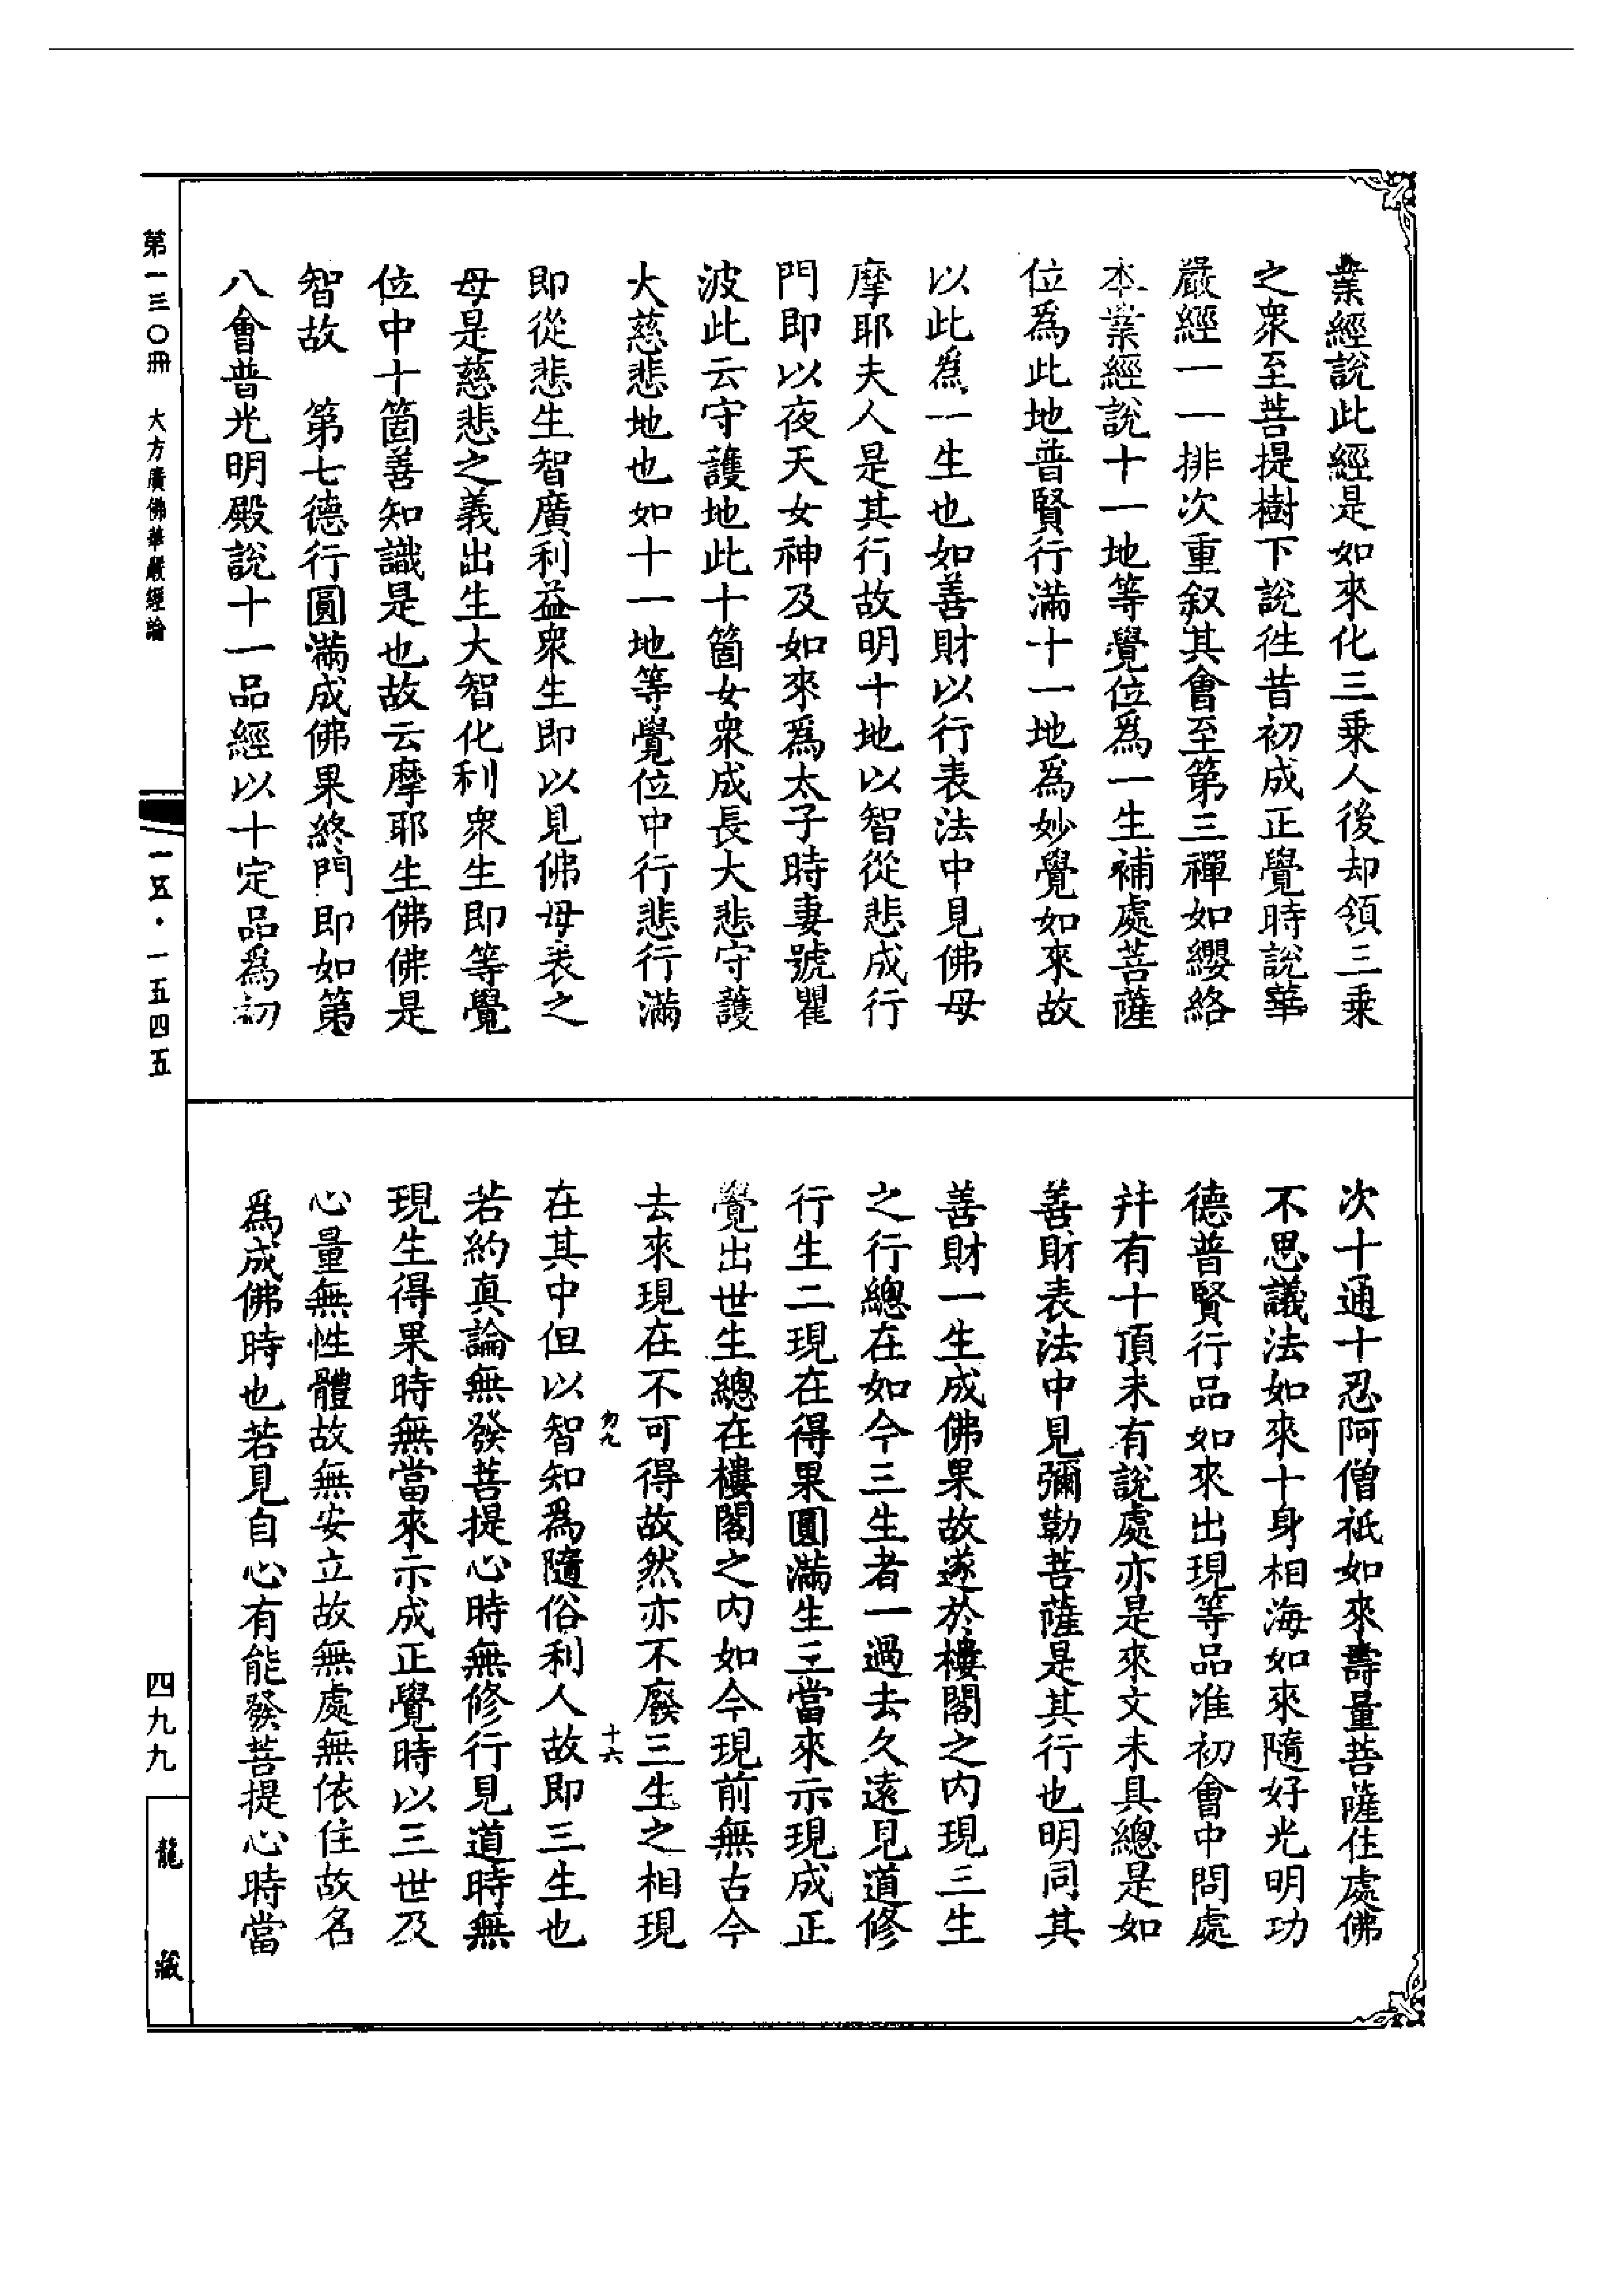 業經說此經是如來化三乘人後却領三乘
之衆至菩提樹下說徃昔初成正覺時說華
嚴經一一排次重叙其會至第三禪如纓絡
本業經說十一地等覺位爲一生補處菩薩
位爲此地普賢行滿十一地爲妙覺如來故
以此爲一生也如善財以行表法中見佛母
摩耶夫人是其行故明十地以智從悲成行
門即以夜天女神及如來爲太子時妻號瞿
波此云守護地此十箇女衆成長大悲守護
大慈悲地也如十一地等覺位中行悲行滿
即從悲生智廣利益衆生即以見佛母表之
母是慈悲之義出生大智化利衆生即等覺
位中十箇善知識是也故云摩耶生佛佛是
智故　第七德行圓滿成佛果終門即如第
八會普光明殿說十一品經以十定品爲初
次十通十忍阿僧祇如來壽量菩薩住處佛
不思議法如來十身相海如來隨好光明功
德普賢行品如來出現等品准初會中問處
幷有十頂未有說處亦是來文未具總是如
善財表法中見彌勒菩薩是其行也明同其
善財一生成佛果故遂於樓閣之內現三生
之行總在如今三生者一過去久遠見道修
行生二現在得果圓滿生三當來示現成正
覺出世生總在樓閣之内如今現前無古今
去來現在不可得故然亦不廢三生之相現
力九
十六
在其中但以智知爲隨俗利人故即三生也
若約真論無發菩提心時無修行見道時無
現生得果時無當來示成正覺時以三世及
心量無性體故無安立故無處無依住故名
爲成佛時也若見自心有能發菩提心時當
第一三〇冊　大方廣佛華嚴經論
一五・一五四五
四九九
龍藏